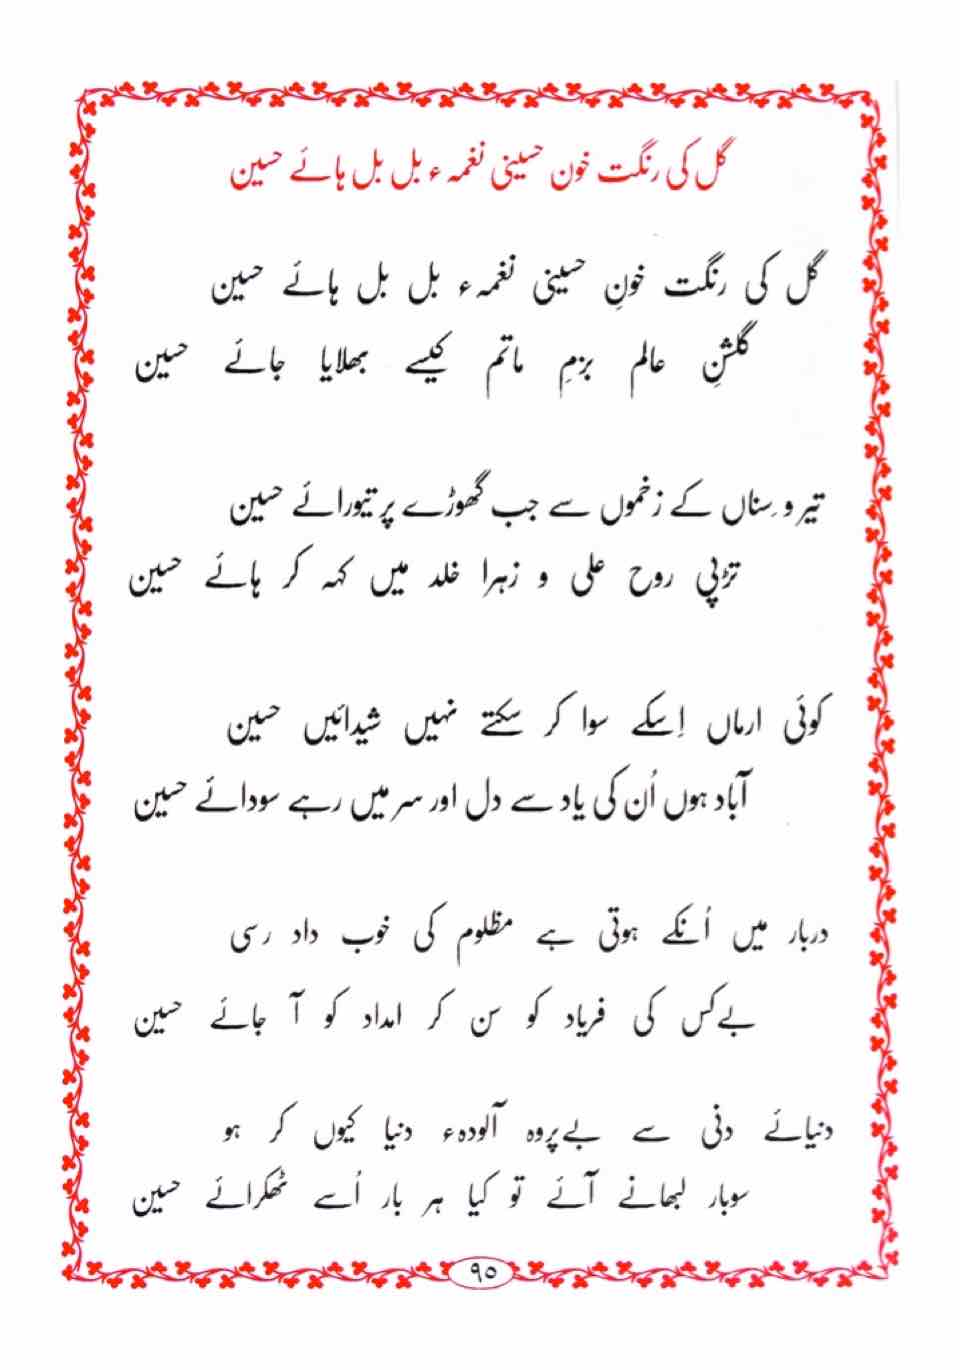 گل کی رنگت خون حسینی نغمہ ء بل بل ہائے حسین
گل کی رنگت خونِ حسینی نغمہ ء بل بل ہائے حسین
گلشنِ عالم بزمِ ماتم کیسے بھلایا جائے حسین
تیر و سِناں کے زخموں سے جب گھوڑے پر تیورائے حسین
تڑپی روح علی و زہرا خلد میں کہہ کر ہائے حسین
کوئی ارماں اِسکے سوا کر سکتے نہیں شیدائیں حسین
آباد ہوں اُن کی یاد سے دل اور سر میں رہے سودائے حسین
دربار میں اُنکے ہوتی ہے مظلوم کی خوب داد رسی
بےکس کی فریاد کو سن کر امداد کو آ جائے حسین
دنیائے دنی سے بےپروہ آلودہء دنیا کیوں کر ہو
سوبار لبھانے آئے تو کیا ہر بار اُسے ٹھکرائے حسین
٩٥